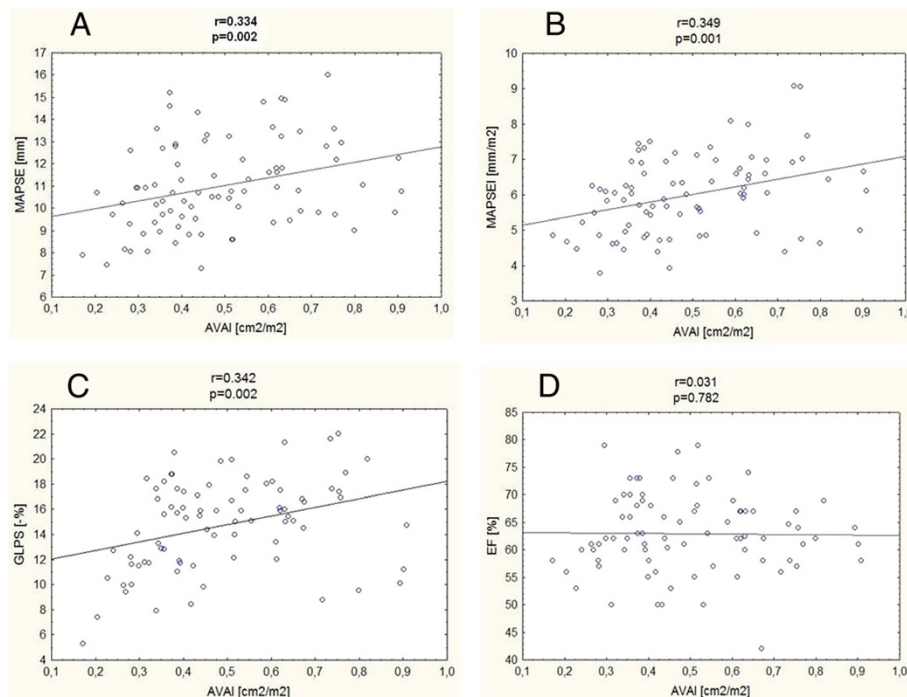 A
r=0.334
p=0.002
17
16
15
14
13
12
11
10
9
8
7
6
MAPSE [mm]
0,1 0,2 0,3 0,4 0,5 0,6 0,7 0,8 0,9 1,0
AVAI [cm2/m2]
B
r=0.349
p=0.001
10
9
8
7
6
5
4
3
MAPSEI [mm/m2]
0,1 0,2 0,3 0,4 0,5 0,6 0,7 0,8 0,9 1,0
AVAI [cm2/m2]
C
r=0.342
p=0.002
24
22
20
18
16
14
12
10
8
6
4
GLPS [-%]
0,1 0,2 0,3 0,4 0,5 0,6 0,7 0,8 0,9 1,0
AVAI [cm2/m2]
D
r=0.031
p=0.782
85
80
75
70
65
60
55
50
45
40
EF [%]
0,1 0,2 0,3 0,4 0,5 0,6 0,7 0,8 0,9 1,0
AVAI [cm2/m2]